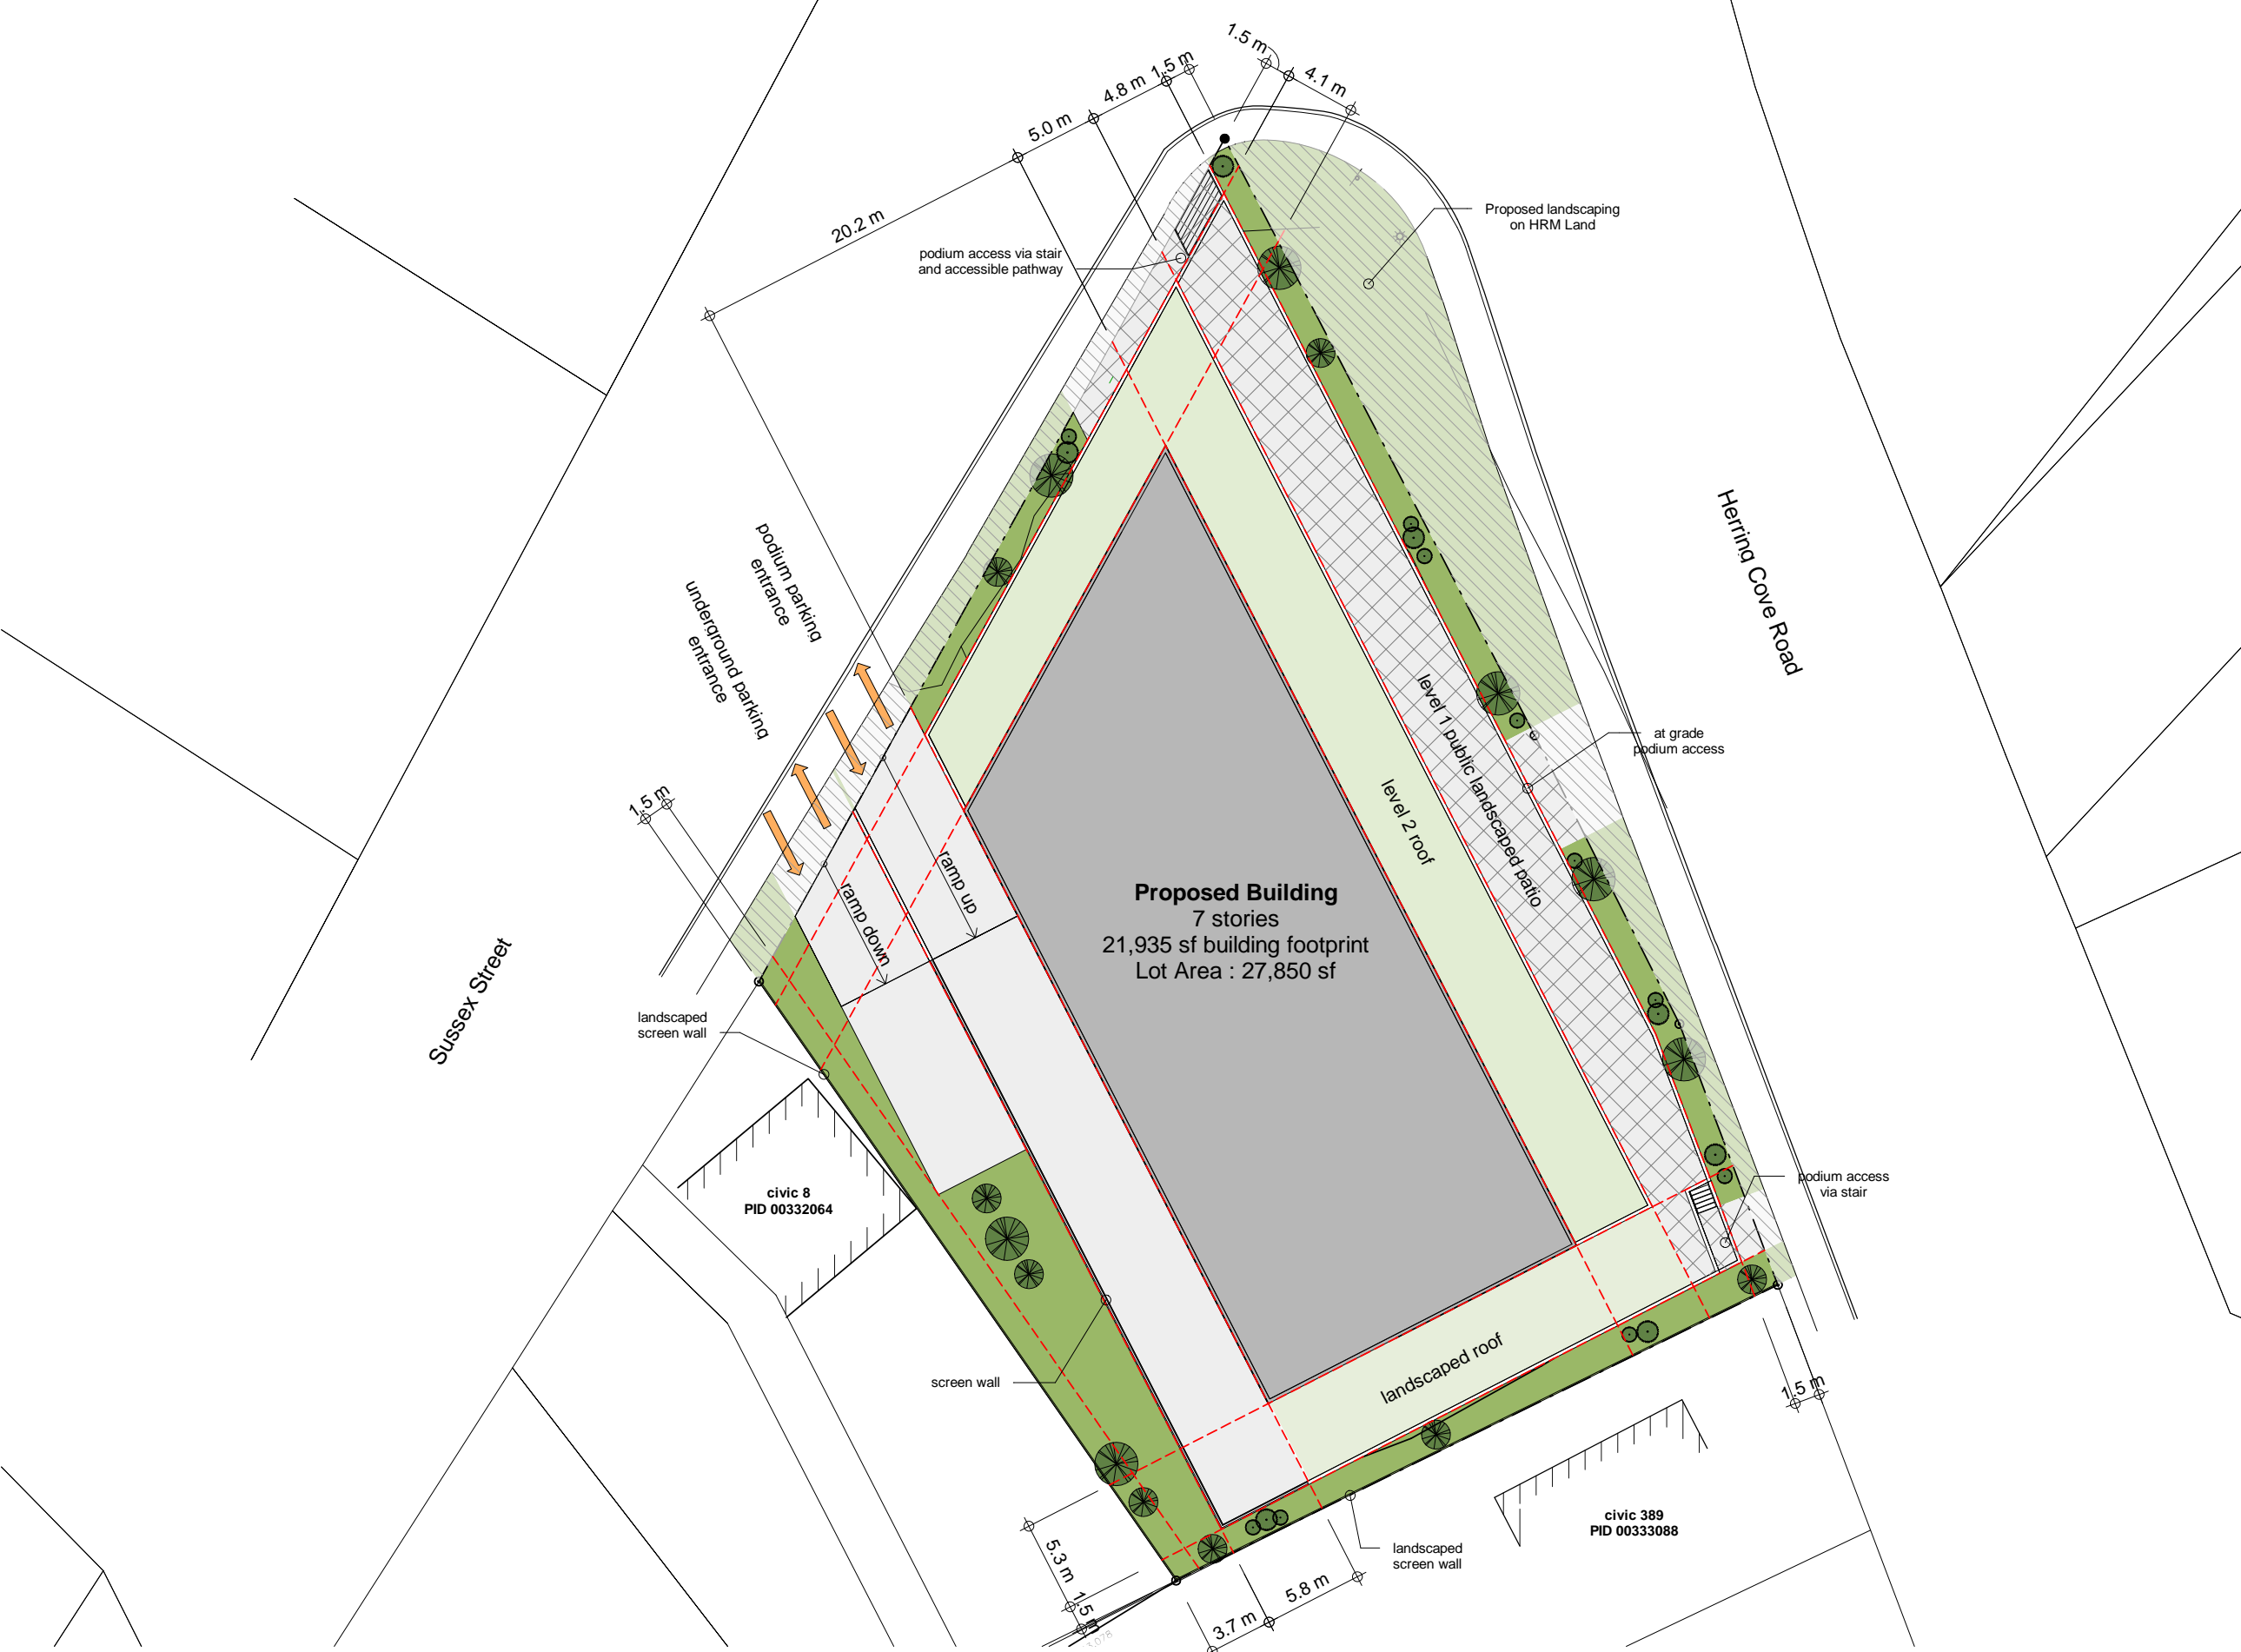 1.5 m
1.5 m
4.8 m
4.1 m
5.0 m
20.2 m
Proposed landscaping
on HRM Land
podium access via stair
and accessible pathway
Herring Cove Road
podium parking
entrance
underground parking
entrance
level 1 public landscaped patio
at grade
podium access
level 2 roof
1.5 m
ramp up
ramp down
Proposed Building
7 stories
21,935 sf building footprint
Lot Area : 27,850 sf
Sussex Street
landscaped
screen wall
civic 8
PID 00332064
podium access
via stair
screen wall
landscaped roof
1.5 m
civic 389
PID 00333088
landscaped
screen wall
5.3 m
1.5 m
5.8 m
3.7 m